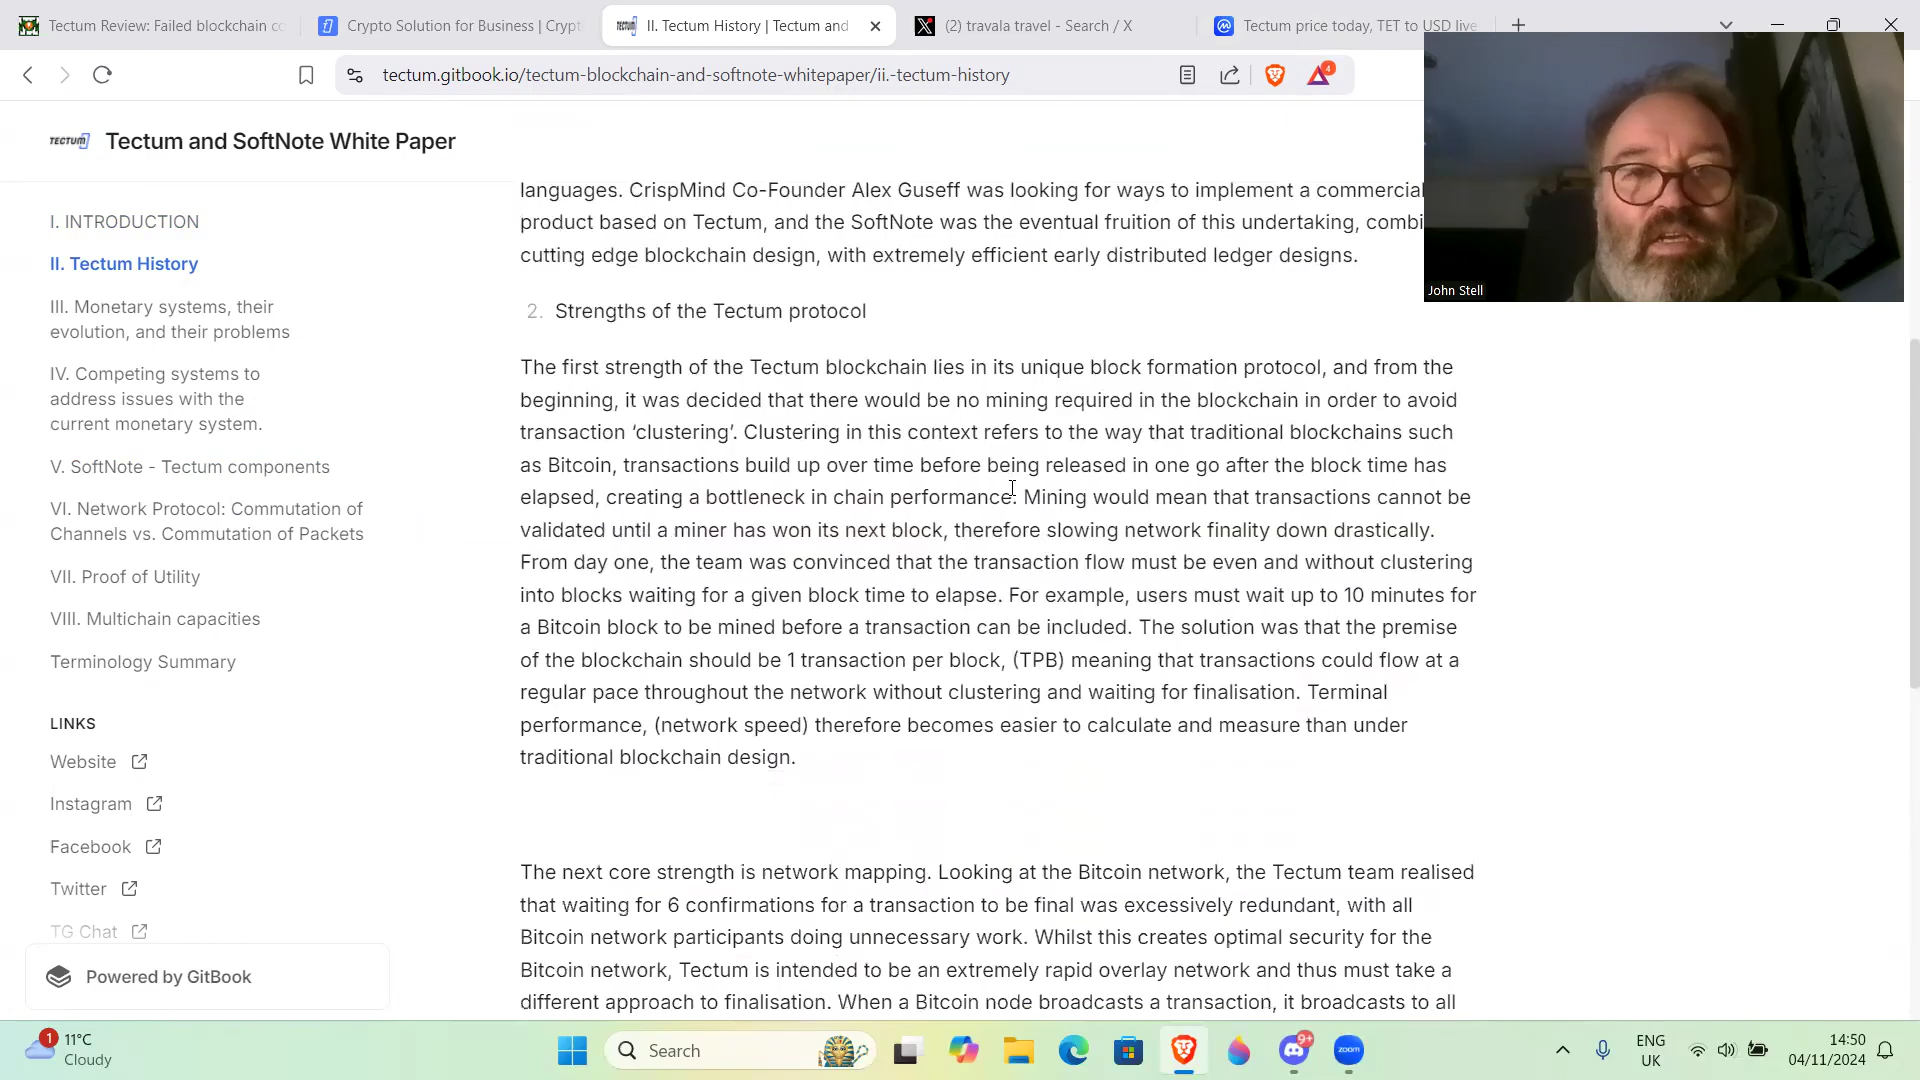 Tectum Review: Failed blockchain co
Crypto Solution for Business | Crypt
II. Tectum History | Tectum and
(2) travala travel - Search / X
Tectum price today, TET to USD live
tectum.gitbook.io/tectum-blockchain-and-softnote-whitepaper/ii.-tectum-history
4
TECTUM
Tectum and SoftNote White Paper
John Stell
I. INTRODUCTION
II. Tectum History
III. Monetary systems, their
evolution, and their problems
IV. Competing systems to
address issues with the
current monetary system.
V. SoftNote - Tectum components
VI. Network Protocol: Commutation of
Channels vs. Commutation of Packets
VII. Proof of Utility
VIII. Multichain capacities
Terminology Summary
LINKS
Website
Instagram
Facebook
Twitter
TG Chat
Powered by GitBook
languages. CrispMind Co-Founder Alex Guseff was looking for ways to implement a commercial
product based on Tectum, and the SoftNote was the eventual fruition of this undertaking, combi
cutting edge blockchain design, with extremely efficient early distributed ledger designs.
2. Strengths of the Tectum protocol
The first strength of the Tectum blockchain lies in its unique block formation protocol, and from the
beginning, it was decided that there would be no mining required in the blockchain in order to avoid
transaction ‘clustering’. Clustering in this context refers to the way that traditional blockchains such
as Bitcoin, transactions build up over time before being released in one go after the block time has
elapsed, creating a bottleneck in chain performance. Mining would mean that transactions cannot be
validated until a miner has won its next block, therefore slowing network finality down drastically.
From day one, the team was convinced that the transaction flow must be even and without clustering
into blocks waiting for a given block time to elapse. For example, users must wait up to 10 minutes for
a Bitcoin block to be mined before a transaction can be included. The solution was that the premise
of the blockchain should be 1 transaction per block, (TPB) meaning that transactions could flow at a
regular pace throughout the network without clustering and waiting for finalisation. Terminal
performance, (network speed) therefore becomes easier to calculate and measure than under
traditional blockchain design.
The next core strength is network mapping. Looking at the Bitcoin network, the Tectum team realised
that waiting for 6 confirmations for a transaction to be final was excessively redundant, with all
Bitcoin network participants doing unnecessary work. Whilst this creates optimal security for the
Bitcoin network, Tectum is intended to be an extremely rapid overlay network and thus must take a
different approach to finalisation. When a Bitcoin node broadcasts a transaction, it broadcasts to all
1
11°C
Cloudy
Search
9+
zoom
ENG
UK
14:50
04/11/2024